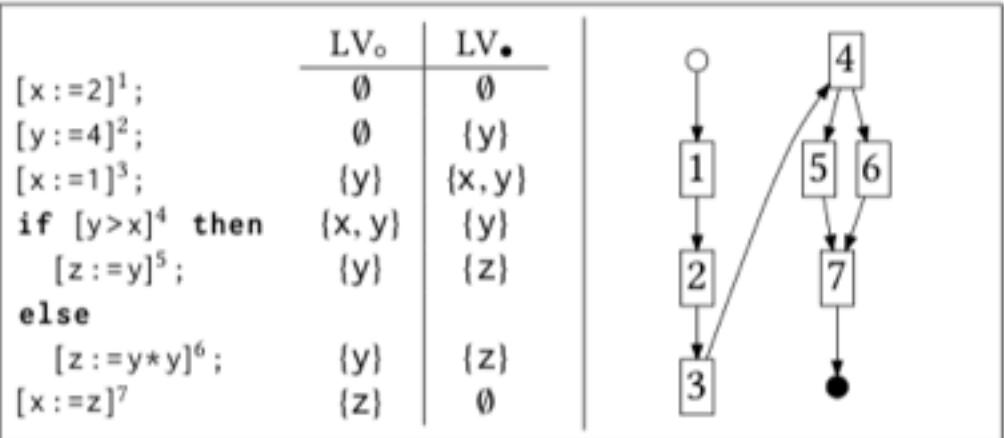 LV∘ LV•
[x:=2]¹; ∅ ∅
[y:=4]²; ∅ {y}
[x:=1]³; {y} {x,y}
if [y>x]⁴ then {x,y} {y}
[z:=y]⁵; {y} {z}
else
[z:=y*y]⁶; {y} {z}
[x:=z]⁷ {z} ∅
4
1 5 6
2 7
3